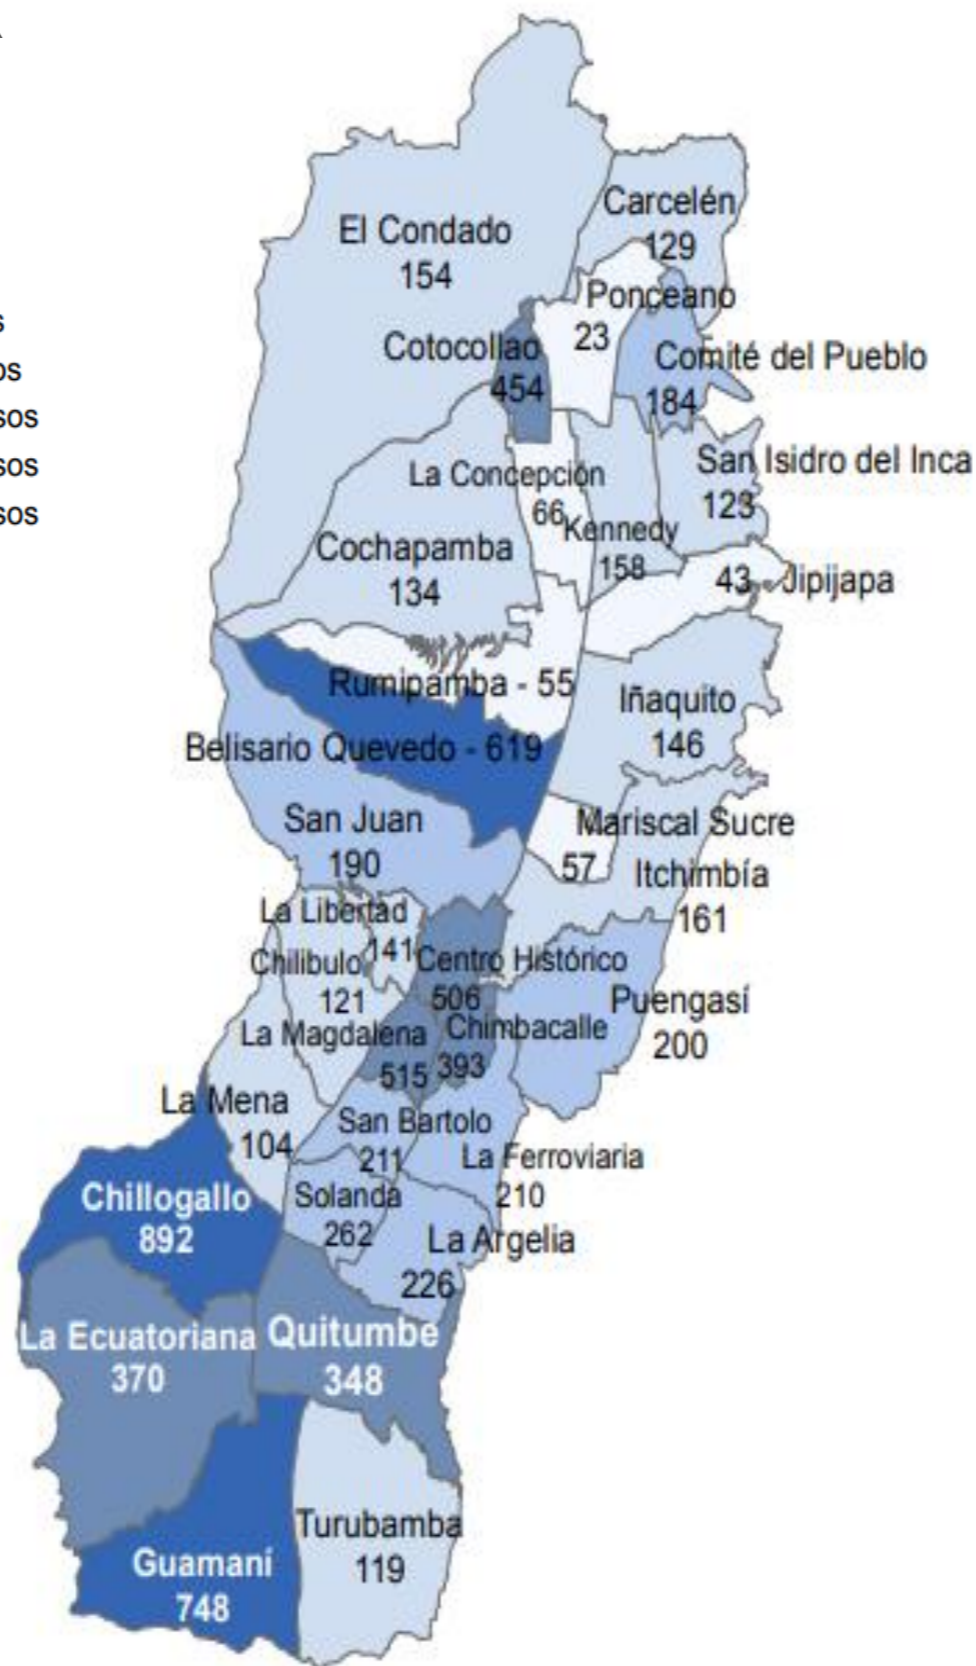 El Condado
154
Carcelén
129
Ponceano
23
Cotocollao
454
Comité del Pueblo
184
La Concepción
66
San Isidro del Inca
123
Kennedy
158
Cochapamba
134
43 - Jipijapa
Rumipamba - 55
Iñaquito
146
Belisario Quevedo - 619
San Juan
190
Mariscal Sucre
57
Itchimbía
161
La Libertad
141
Chilibulo
121
Centro Histórico
506
Puengasí
200
La Magdalena
515
Chimbacalle
393
La Mena
104
San Bartolo
211
La Ferroviaria
210
Chillogallo
892
Solanda
262
La Argelia
226
La Ecuatoriana
370
Quitumbe
348
Turubamba
119
Guamaní
748